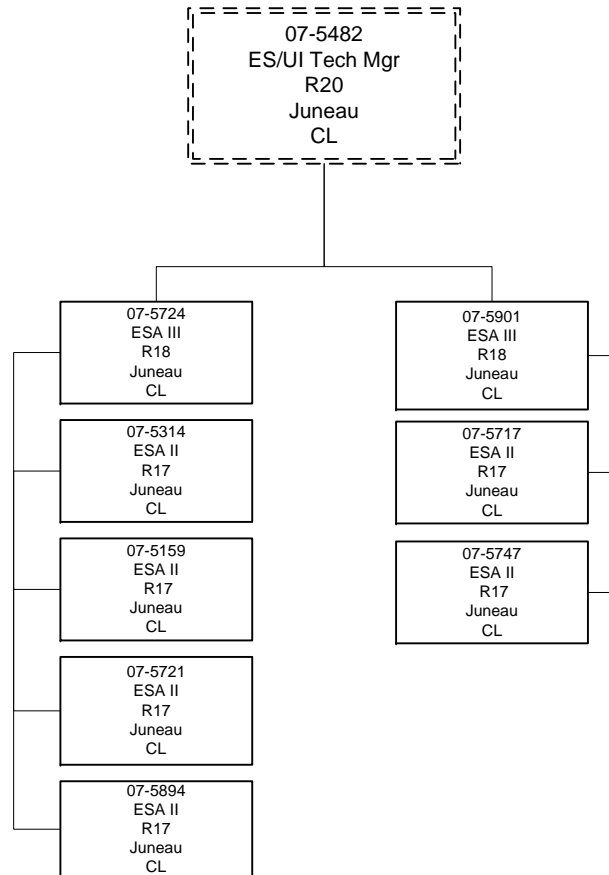 07-5482
ES/UI Tech Mgr
R20
Juneau
CL
07-5724
ESA III
R18
Juneau
CL
07-5314
ESA II
R17
Juneau
CL
07-5159
ESA II
R17
Juneau
CL
07-5721
ESA II
R17
Juneau
CL
07-5894
ESA II
R17
Juneau
CL
07-5901
ESA III
R18
Juneau
CL
07-5717
ESA II
R17
Juneau
CL
07-5747
ESA II
R17
Juneau
CL